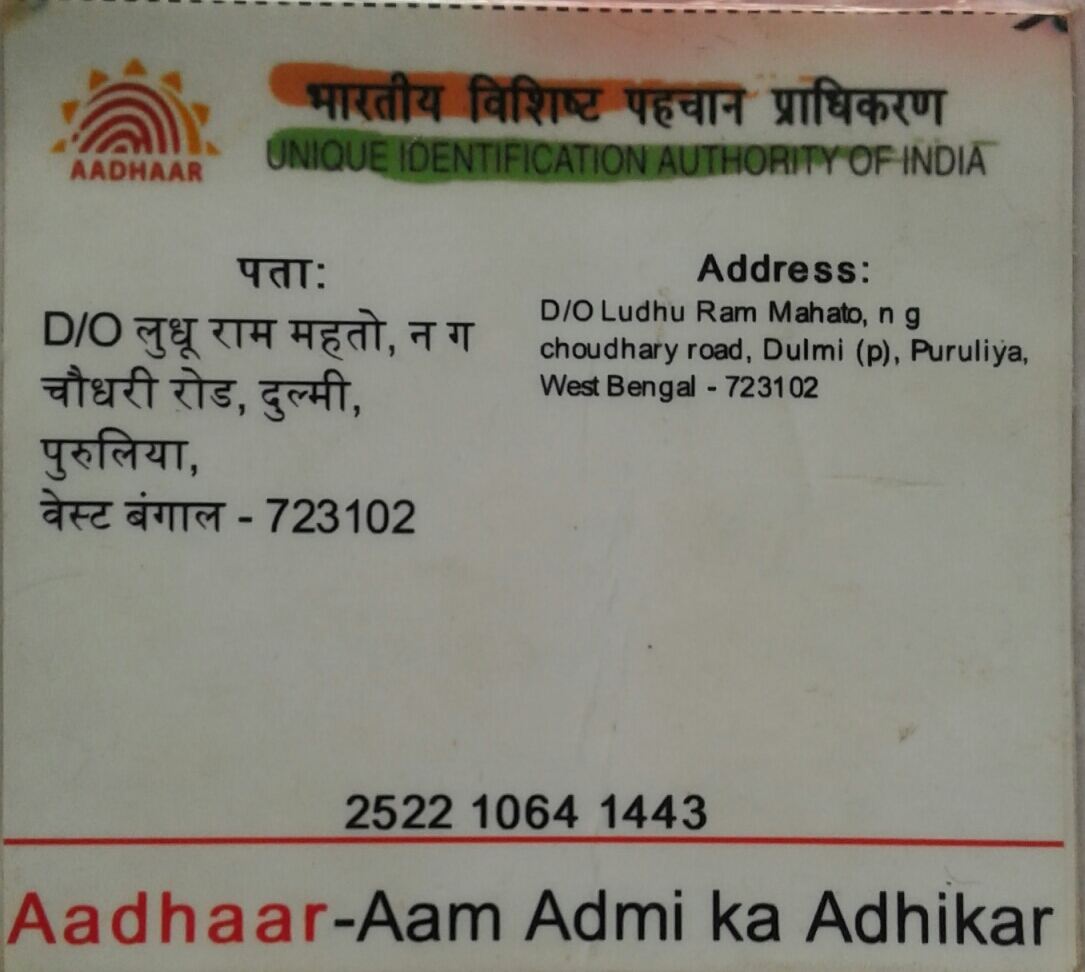 AADHAAR
भारतीय विशिष्ट पहचान प्राधिकरण
UNIQUE IDENTIFICATION AUTHORITY OF INDIA
पता:
D/O लुधू राम महतो, न ग
चौधरी रोड, दुल्मी,
पुरुलिया,
वेस्ट बंगाल - 723102
Address:
D/O Ludhu Ram Mahato, n g
choudhary road, Dulmi (p), Puruliya,
West Bengal - 723102
2522 1064 1443
Aadhaar-Aam Admi ka Adhikar